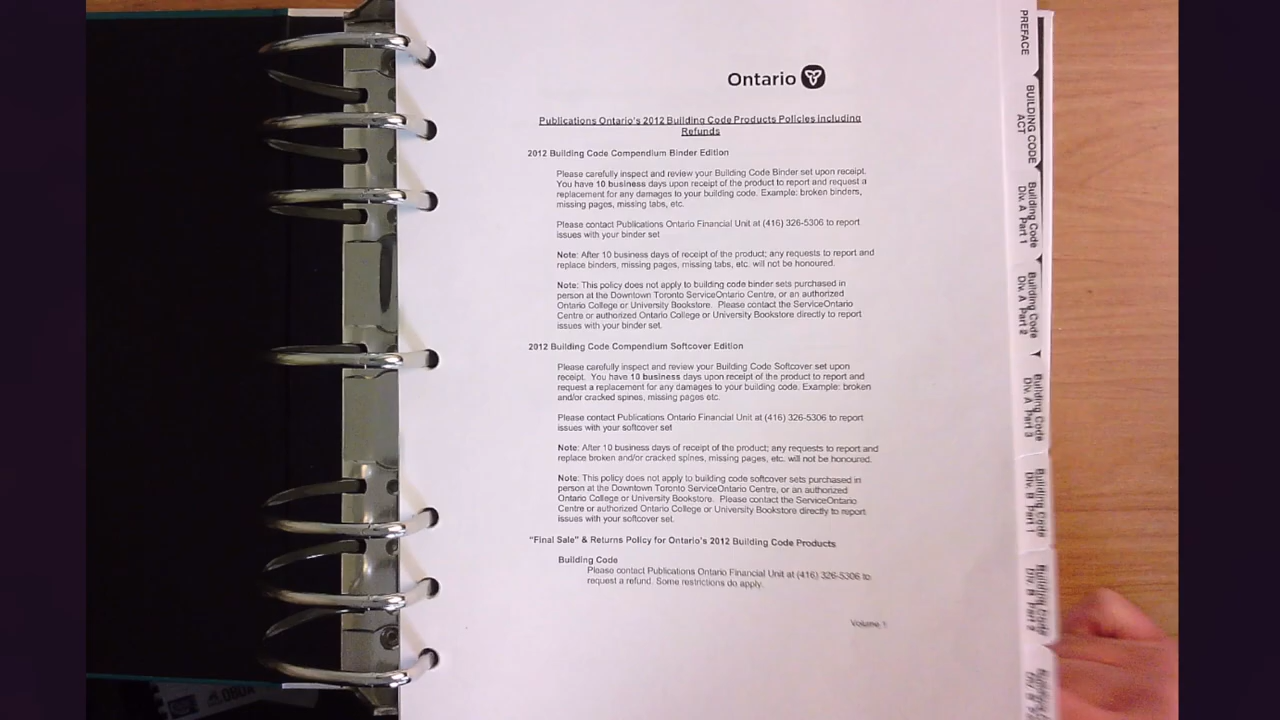 Ontario
Publications Ontario's 2012 Building Code Products Policies including
Refunds
2012 Building Code Compendium Binder Edition
Please carefully inspect and review your Building Code Binder set upon receipt.
You have 10 business days upon receipt of the product to report and request a
replacement for any damages to your building code. Example: broken binders,
missing pages, missing tabs, etc.
Please contact Publications Ontario Financial Unit at (416) 326-5306 to report
issues with your binder set
Note: After 10 business days of receipt of the product; any requests to report and
replace binders, missing pages, missing tabs, etc. will not be honoured.
Note: This policy does not apply to building code binder sets purchased in
person at the Downtown Toronto ServiceOntario Centre, or an authorized
Ontario College or University Bookstore. Please contact the ServiceOntario
Centre or authorized Ontario College or University Bookstore directly to report
issues with your binder set.
2012 Building Code Compendium Softcover Edition
Please carefully inspect and review your Building Code Softcover set upon
receipt. You have 10 business days upon receipt of the product to report and
request a replacement for any damages to your building code. Example: broken
and/or cracked spines, missing pages etc.
Please contact Publications Ontario Financial Unit at (416) 326-5306 to report
issues with your softcover set
Note: After 10 business days of receipt of the product; any requests to report and
replace broken and/or cracked spines, missing pages, etc. will not be honoured.
Note: This policy does not apply to building code softcover sets purchased in
person at the Downtown Toronto ServiceOntario Centre, or an authorized
Ontario College or University Bookstore. Please contact the ServiceOntario
Centre or authorized Ontario College or University Bookstore directly to report
issues with your softcover set.
"Final Sale" & Returns Policy for Ontario's 2012 Building Code Products
Building Code
Please contact Publications Ontario Financial Unit at (416) 326-5306 to
request a refund. Some restrictions do apply.
Volume 1
PREFACE
BUILDING CODE
ACT
Building Code
Div. A Part 1
Building Code
Div. A Part 2
Building Code
Div. A Part 3
Building Code
Div. B Part 1
Building Code
Div. B Part 2
Building Code